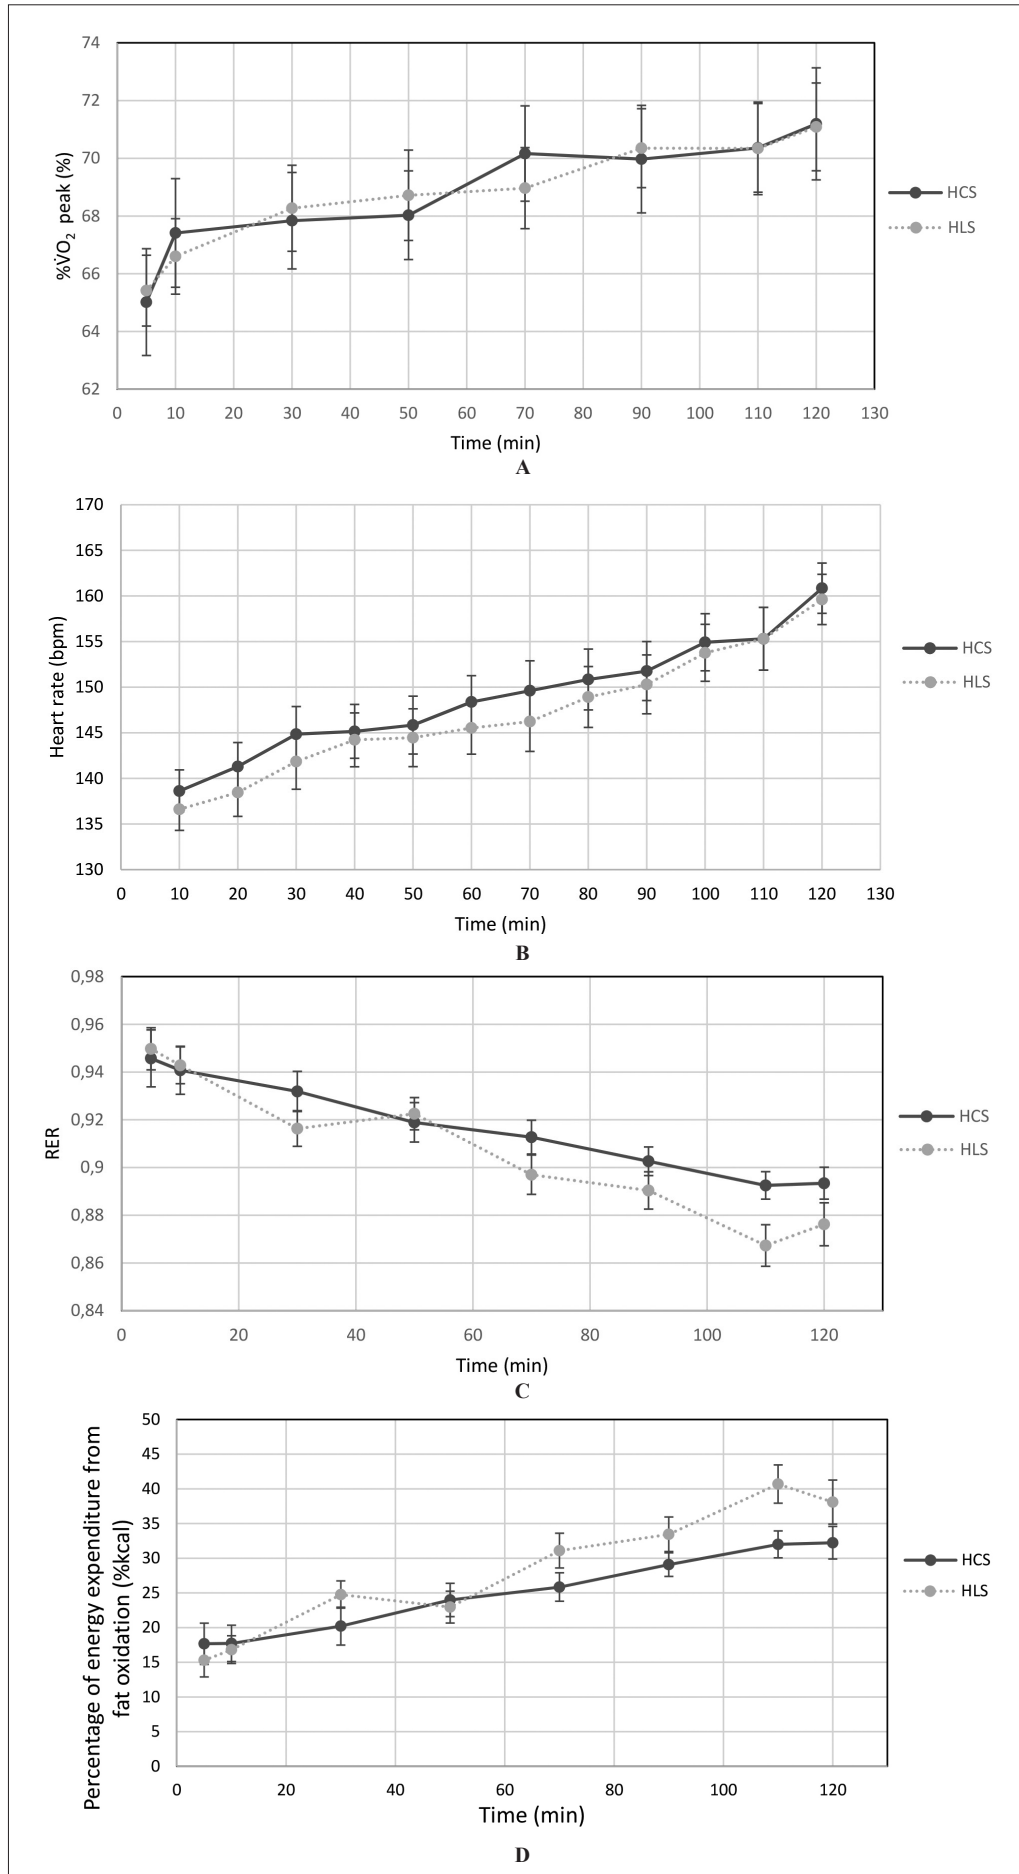 74
72
70
68
66
64
62
%V̇O₂ peak (%)
0 10 20 30 40 50 60 70 80 90 100 110 120 130
Time (min)
HCS
HLS
A
170
165
160
155
150
145
140
135
130
Heart rate (bpm)
0 10 20 30 40 50 60 70 80 90 100 110 120 130
Time (min)
HCS
HLS
B
0,98
0,96
0,94
0,92
0,9
0,88
0,86
0,84
RER
0 20 40 60 80 100 120
Time (min)
HCS
HLS
C
50
45
40
35
30
25
20
15
10
5
0
Percentage of energy expenditure from
fat oxidation (%kcal)
0 20 40 60 80 100 120
Time (min)
HCS
HLS
D